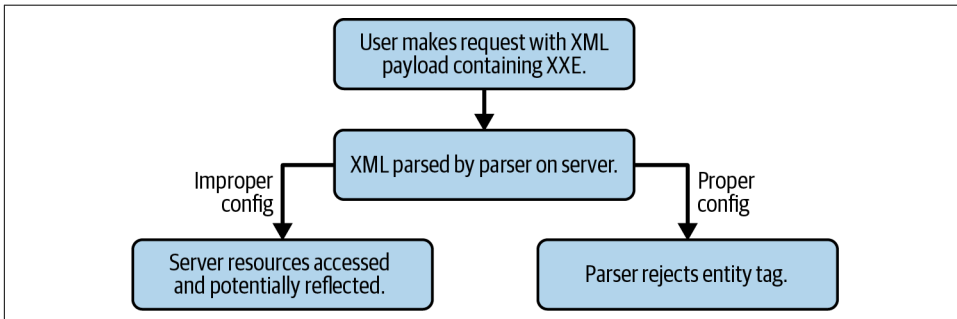 User makes request with XML
payload containing XXE.
XML parsed by parser on server.
Improper
config
Proper
config
Server resources accessed
and potentially reflected.
Parser rejects entity tag.